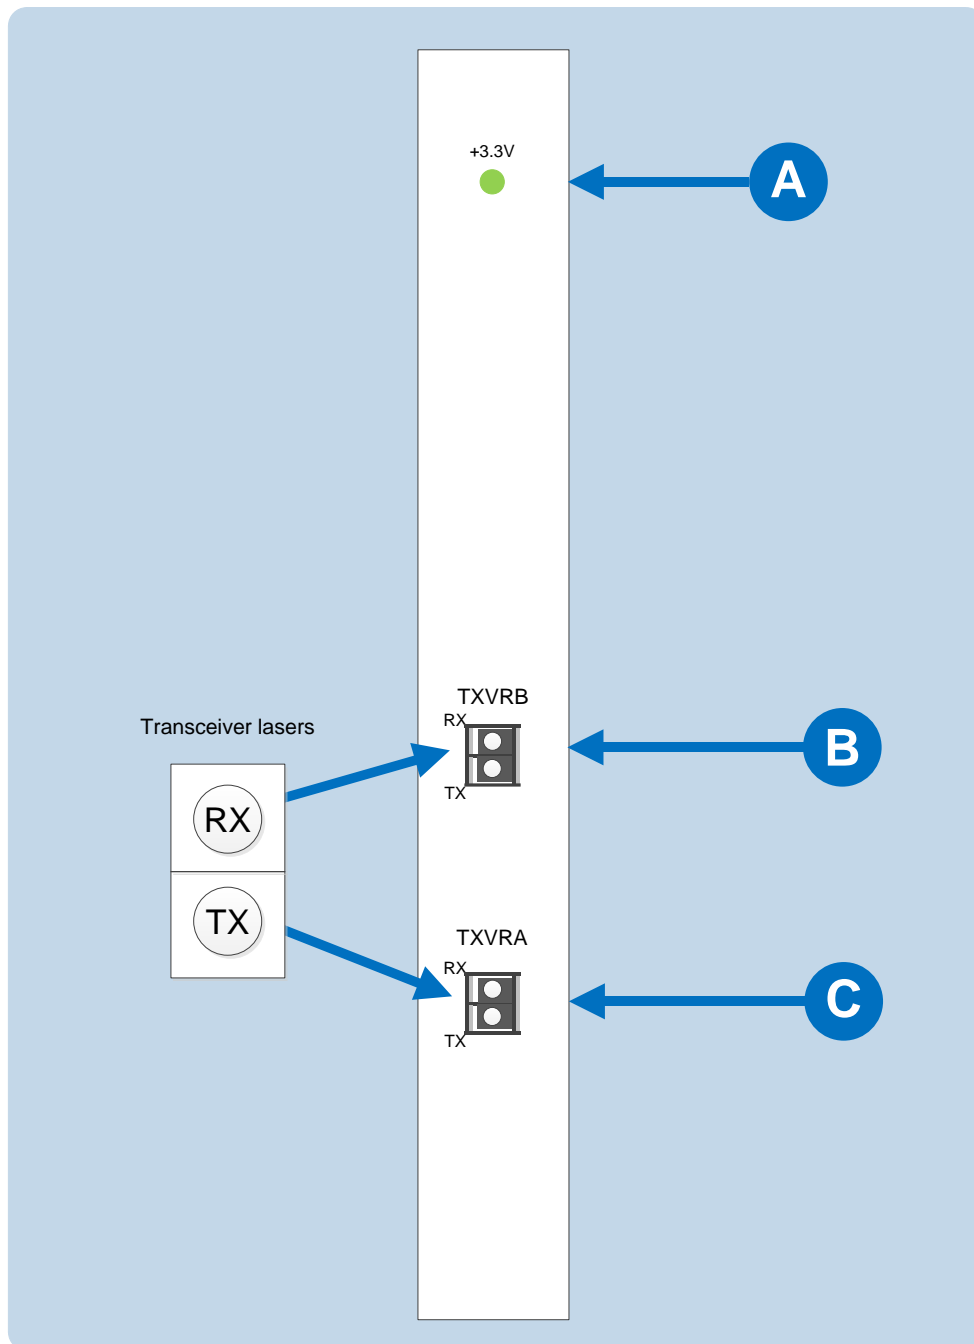 +3.3V
A
TXVRB
RX
TX
B
Transceiver lasers
RX
TX
TXVRA
RX
TX
C